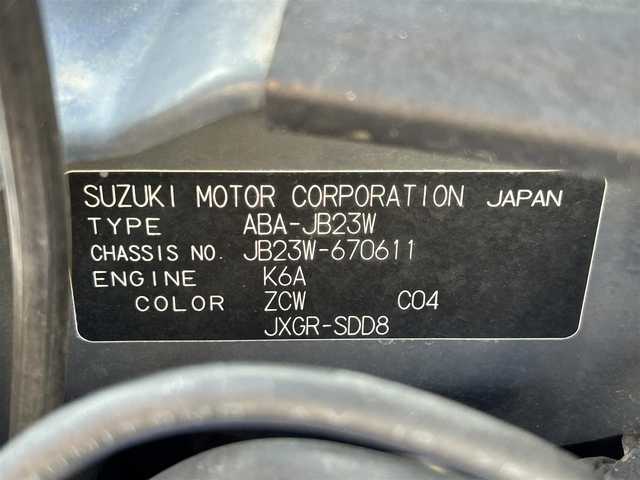 SUZUKI MOTOR CORPORATION JAPAN
TYPE ABA-JB23W
CHASSIS NO. JB23W-670611
ENGINE K6A
COLOR ZCW C04
JXGR-SDD8